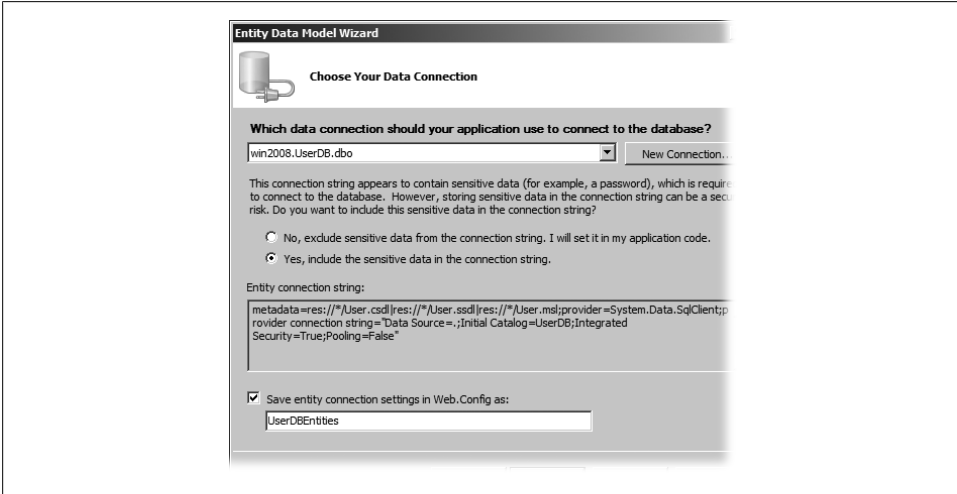 Entity Data Model Wizard
Choose Your Data Connection
Which data connection should your application use to connect to the database?
win2008.UserDB.dbo
New Connection...
This connection string appears to contain sensitive data (for example, a password), which is require
to connect to the database. However, storing sensitive data in the connection string can be a secu
risk. Do you want to include this sensitive data in the connection string?
No, exclude sensitive data from the connection string. I will set it in my application code.
Yes, include the sensitive data in the connection string.
Entity connection string:
metadata=res://*/User.csdl|res://*/User.ssdl|res://*/User.msl;provider=System.Data.SqlClient;p
rovider connection string="Data Source=.;Initial Catalog=UserDB;Integrated
Security=True;Pooling=False"
Save entity connection settings in Web.Config as:
UserDBEntities